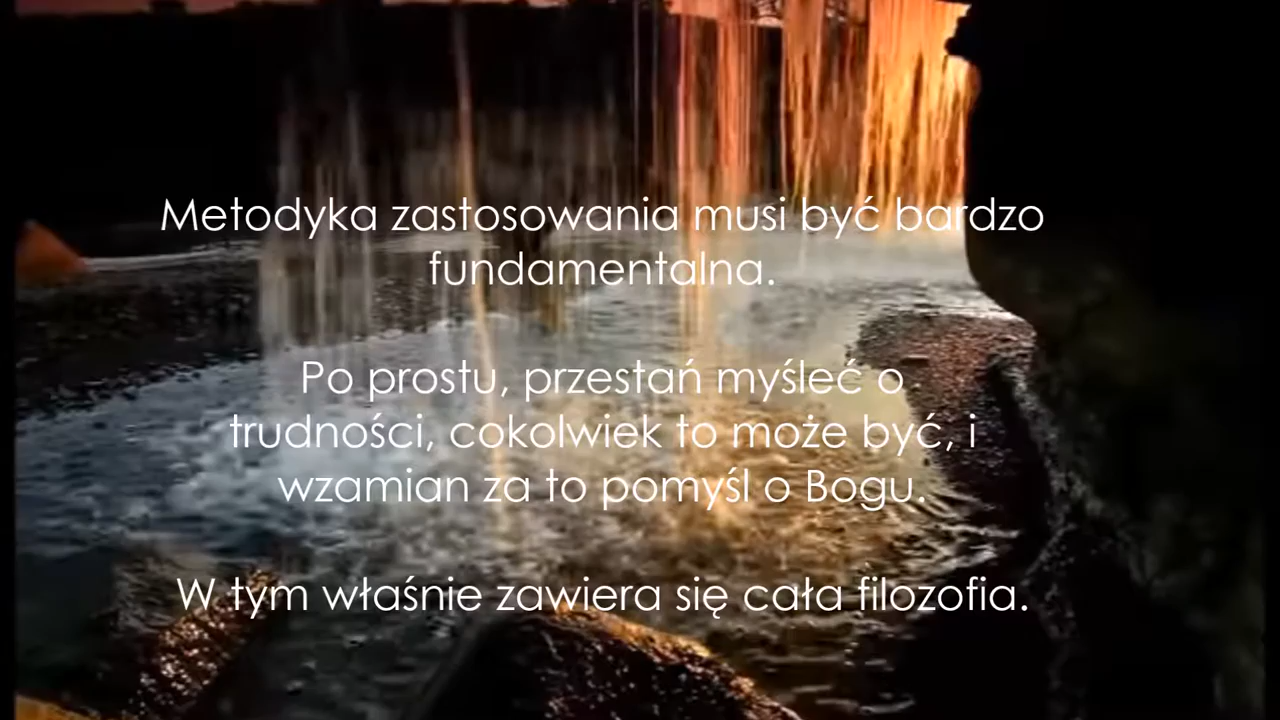 Metodyka zastosowania musi być bardzo
fundamentalna.
Po prostu, przestań myśleć o
trudności, cokolwiek to może być, i
wzamian za to pomyśl o Bogu.
W tym właśnie zawiera się cała filozofia.